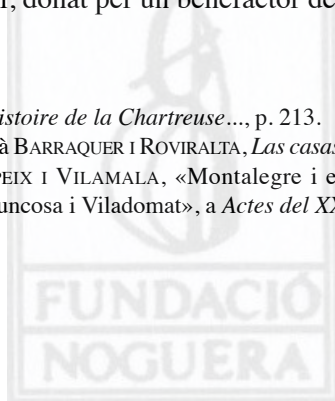 donat per un benefactor de
istoire de la Chartreuse..., p. 213.
à BARRAQUER I ROVIRALTA, Las casas
PEIX I VILAMALA, «Montalegre i e
uncosa i Viladomat», a Actes del XX
FUNDACIÓ
NOGUERA